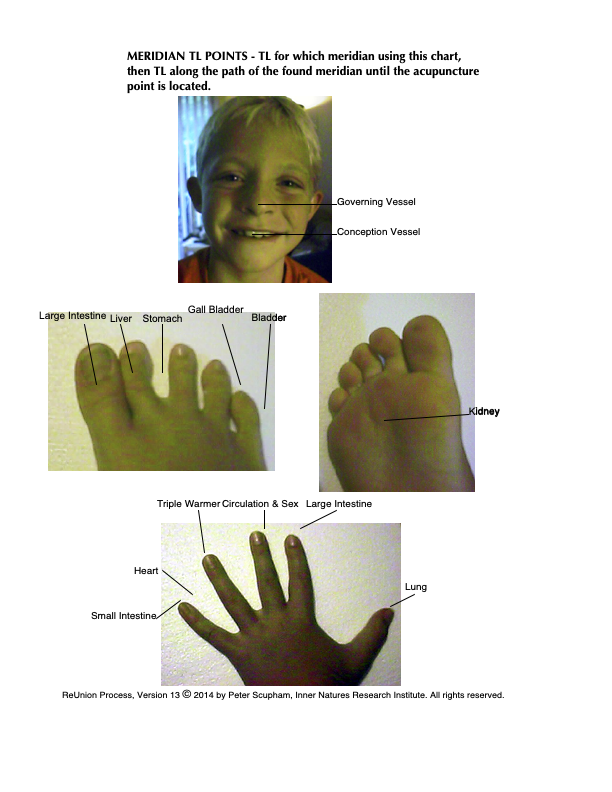 MERIDIAN TL POINTS - TL for which meridian using this chart,
then TL along the path of the found meridian until the acupuncture
point is located.
Governing Vessel
Conception Vessel
Large Intestine
Liver
Stomach
Gall Bladder
Bladder
Kidney
Triple Warmer
Circulation & Sex
Large Intestine
Heart
Lung
Small Intestine
ReUnion Process, Version 13 © 2014 by Peter Scupham, Inner Natures Research Institute. All rights reserved.